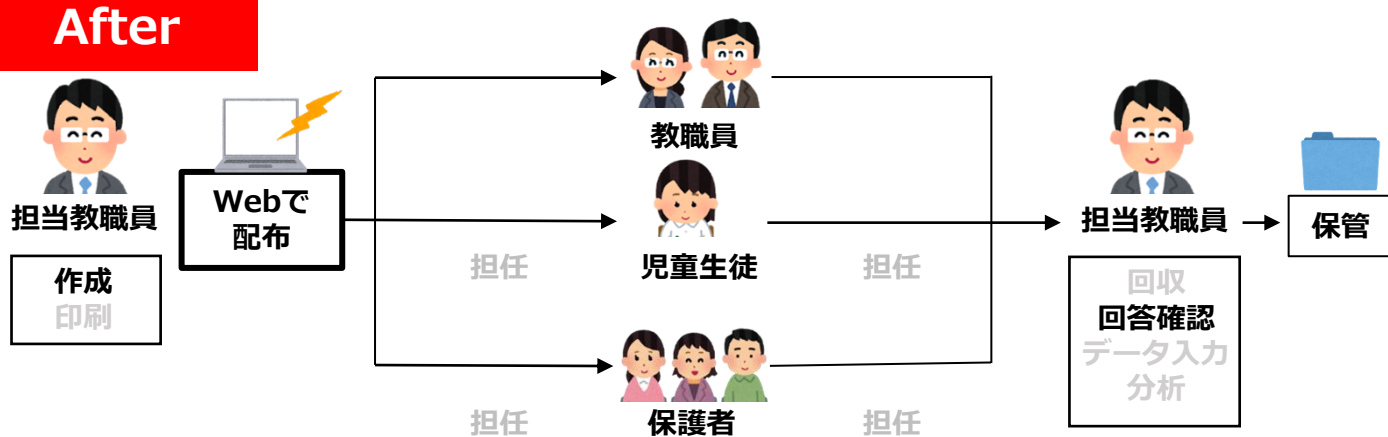 After
担当教職員
作成
印刷
Webで
配布
教職員
担任
児童生徒
担任
担任
保護者
担任
担当教職員
回収
回答確認
データ入力
分析
保管